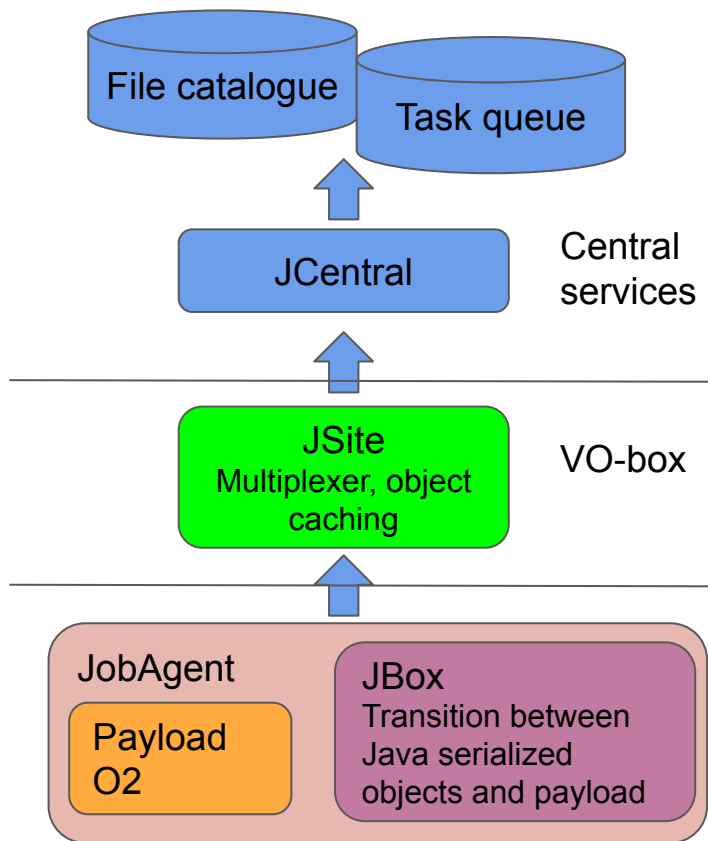 File catalogue
Task queue
JCentral
Central
services
JSite
Multiplexer, object
caching
VO-box
JobAgent
Payload
O2
JBox
Transition between
Java serialized
objects and payload